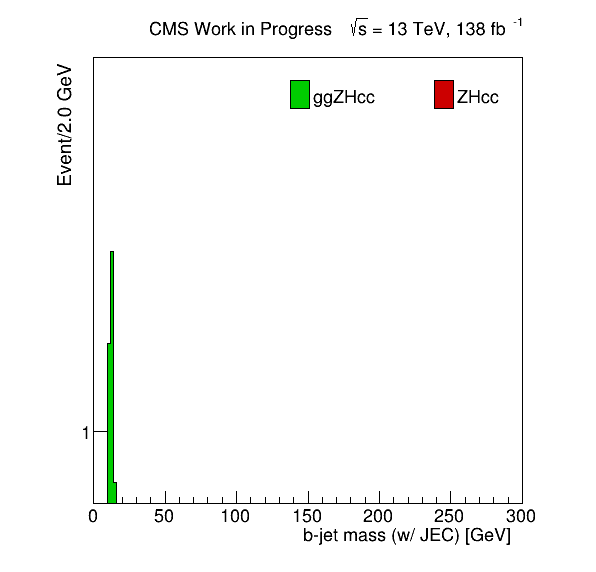 CMS Work in Progress √s = 13 TeV, 138 fb ⁻¹
Event/2.0 GeV
ggZHcc ZHcc
1
0 50 100 150 200 250 300
b-jet mass (w/ JEC) [GeV]